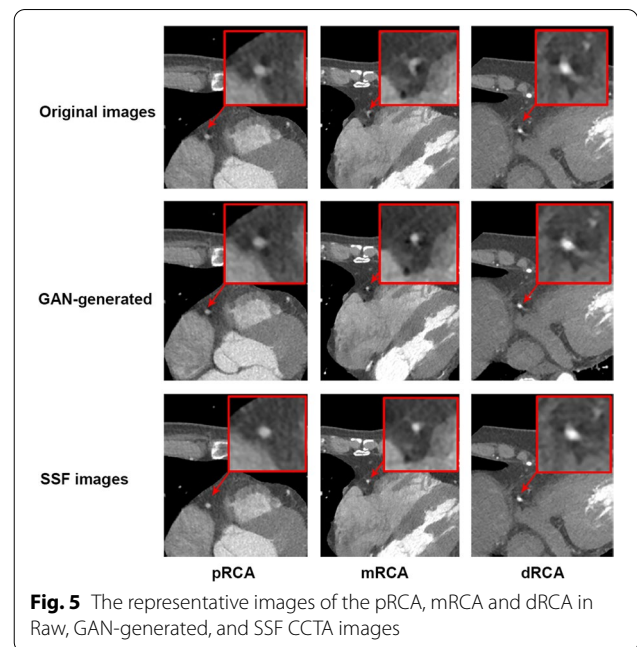 Original images
GAN-generated
SSF images
pRCA mRCA dRCA
Fig. 5 The representative images of the pRCA, mRCA and dRCA in
Raw, GAN-generated, and SSF CCTA images